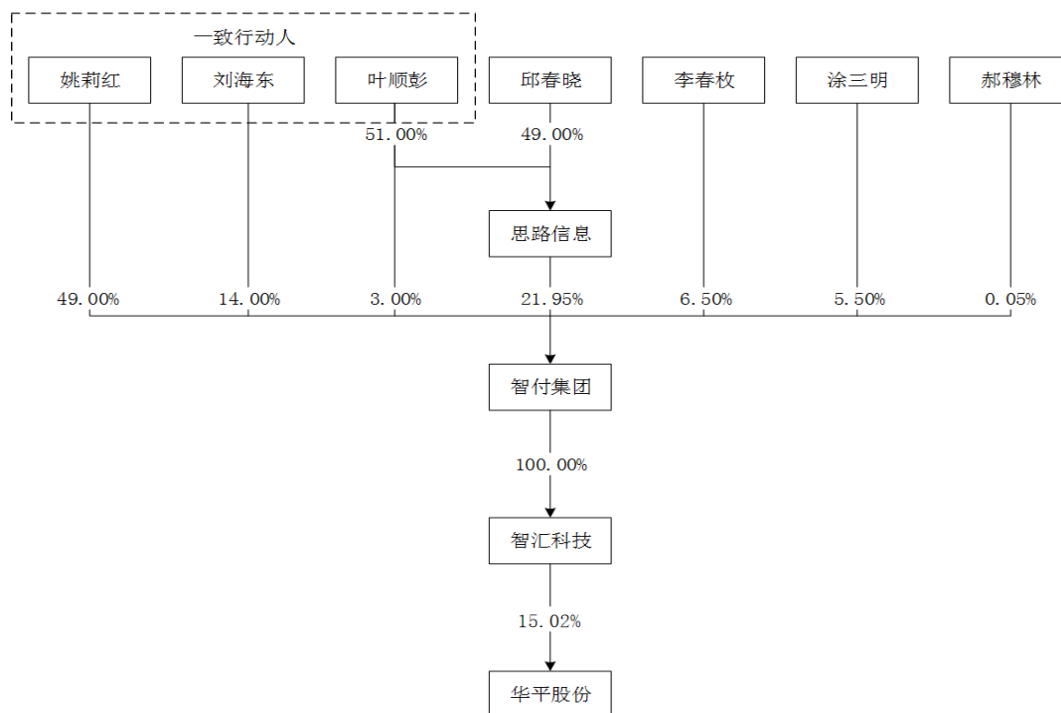 一致行动人
姚莉红
刘海东
叶顺彭
邱春晓
李春枚
涂三明
郝穆林
51.00%
49.00%
思路信息
49.00%
14.00%
3.00%
21.95%
6.50%
5.50%
0.05%
智付集团
100.00%
智汇科技
15.02%
华平股份